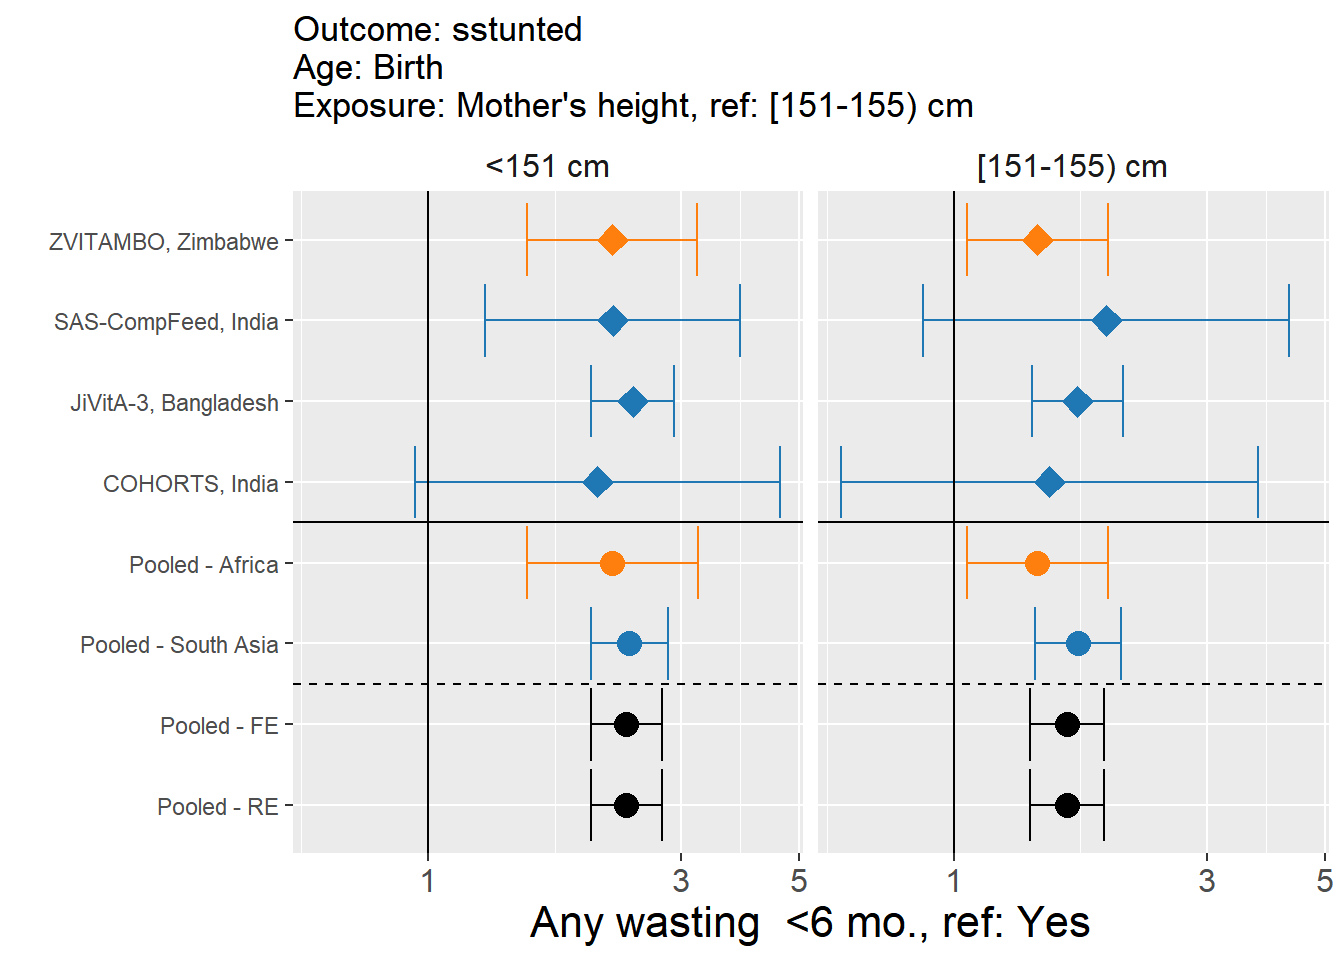 Outcome: sstunted
Age: Birth
Exposure: Mother's height, ref: [151-155) cm
<151 cm
[151-155) cm
ZVITAMBO, Zimbabwe
SAS-CompFeed, India
JiVitA-3, Bangladesh
COHORTS, India
Pooled - Africa
Pooled - South Asia
Pooled - FE
Pooled - RE
1 3 5 1 3 5
Any wasting  <6 mo., ref: Yes